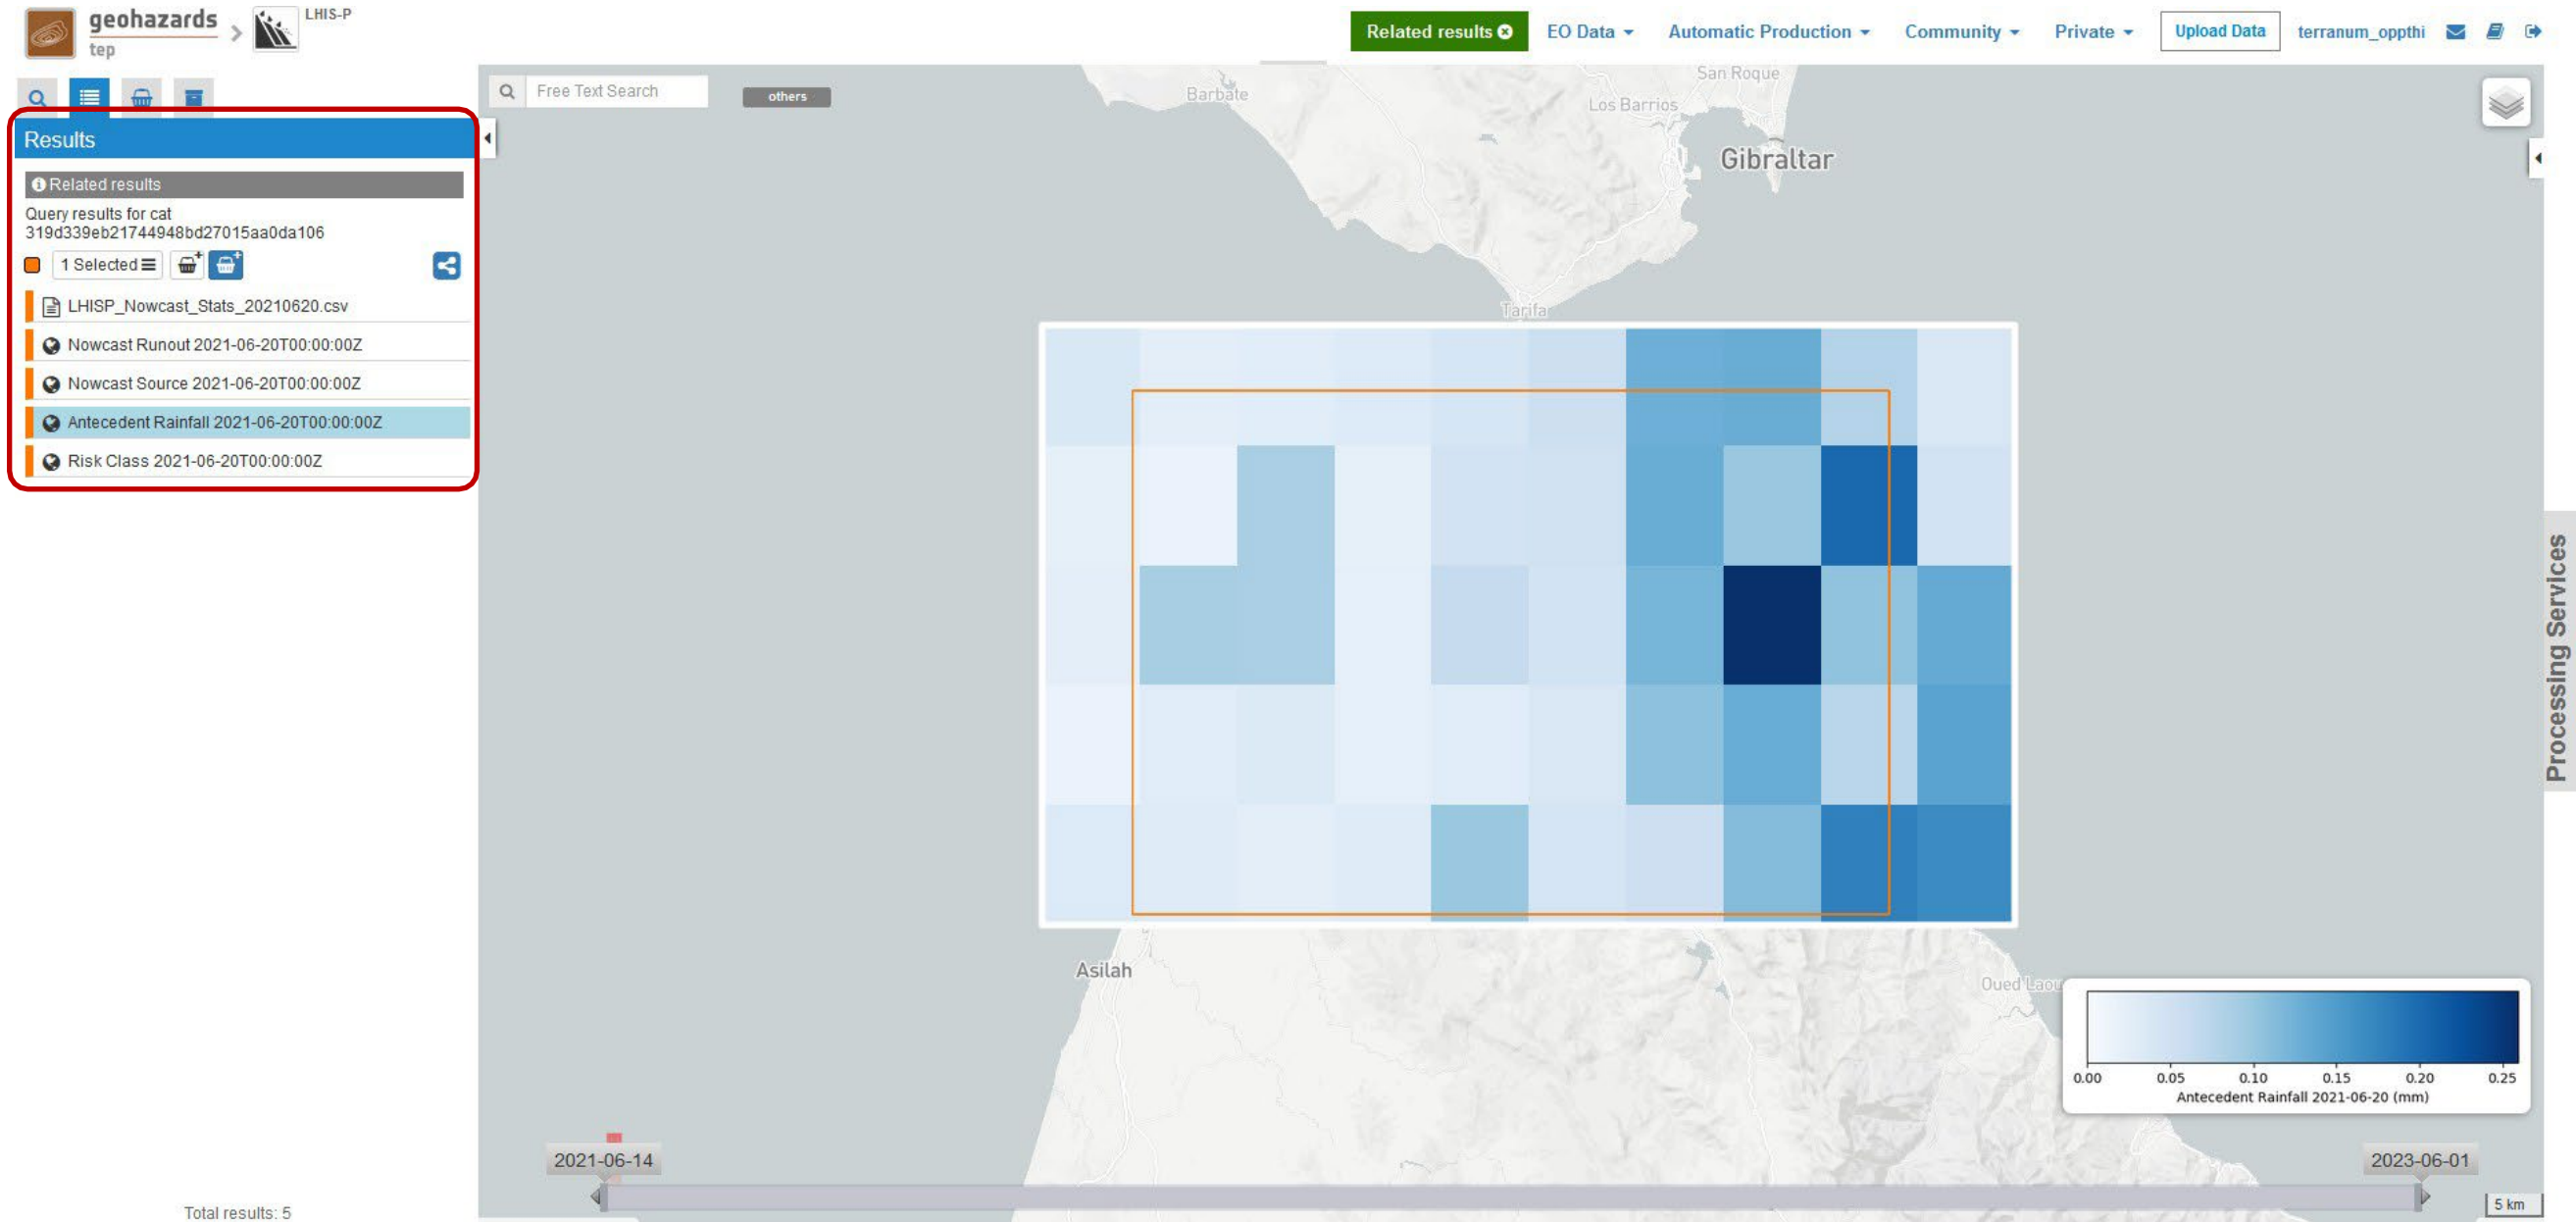 geohazards
tep
LHIS-P
Related results
EO Data
Automatic Production
Community
Private
Upload Data
terranum_oppthi
Results
Related results
Query results for cat
319d339eb21744948bd27015aa0da106
1 Selected
LHISP_Nowcast_Stats_20210620.csv
Nowcast Runout 2021-06-20T00:00:00Z
Nowcast Source 2021-06-20T00:00:00Z
Antecedent Rainfall 2021-06-20T00:00:00Z
Risk Class 2021-06-20T00:00:00Z
Total results: 5
Free Text Search
others
Barbate
San Roque
Los Barrios
Gibraltar
Tarifa
Asilah
Oued Laou
Processing Services
0.00 0.05 0.10 0.15 0.20 0.25
Antecedent Rainfall 2021-06-20 (mm)
2021-06-14
2023-06-01
5 km